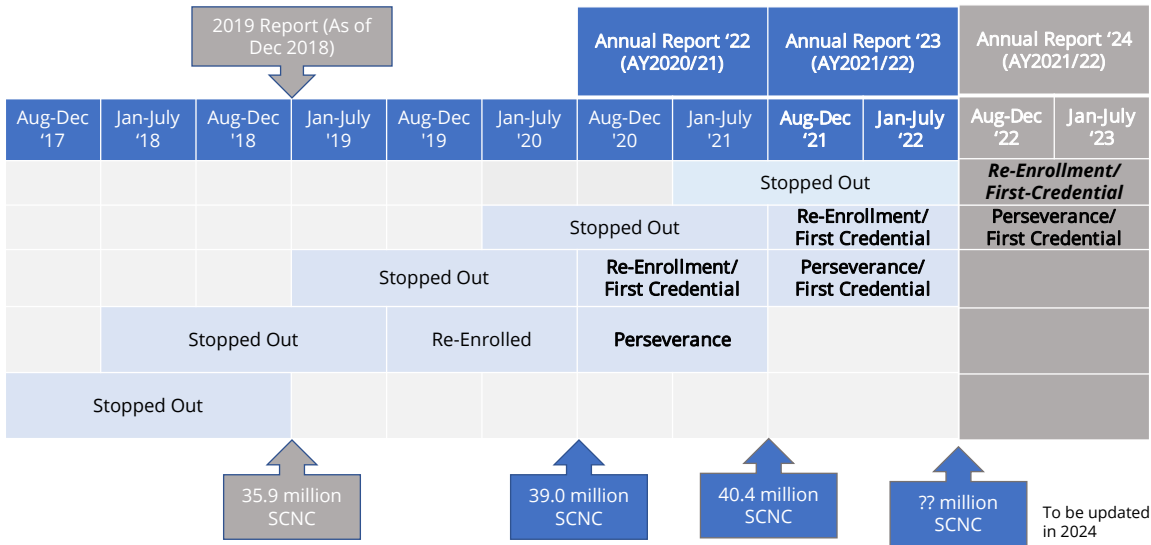 2019 Report (As of
Dec 2018)
Annual Report ‘22
(AY2020/21)
Annual Report ‘23
(AY2021/22)
Annual Report ‘24
(AY2021/22)
Aug-Dec
‘17
Jan-July
‘18
Aug-Dec
‘18
Jan-July
‘19
Aug-Dec
'19
Jan-July
'20
Aug-Dec
'20
Jan-July
'21
Aug-Dec
‘21
Jan-July
‘22
Aug-Dec
‘22
Jan-July
‘23
Stopped Out
Re-Enrollment/
First-Credential
Stopped Out
Re-Enrollment/
First Credential
Perseverance/
First Credential
Stopped Out
Re-Enrollment/
First Credential
Perseverance/
First Credential
Stopped Out
Re-Enrolled
Perseverance
Stopped Out
35.9 million
SCNC
39.0 million
SCNC
40.4 million
SCNC
?? million
SCNC
To be updated
in 2024